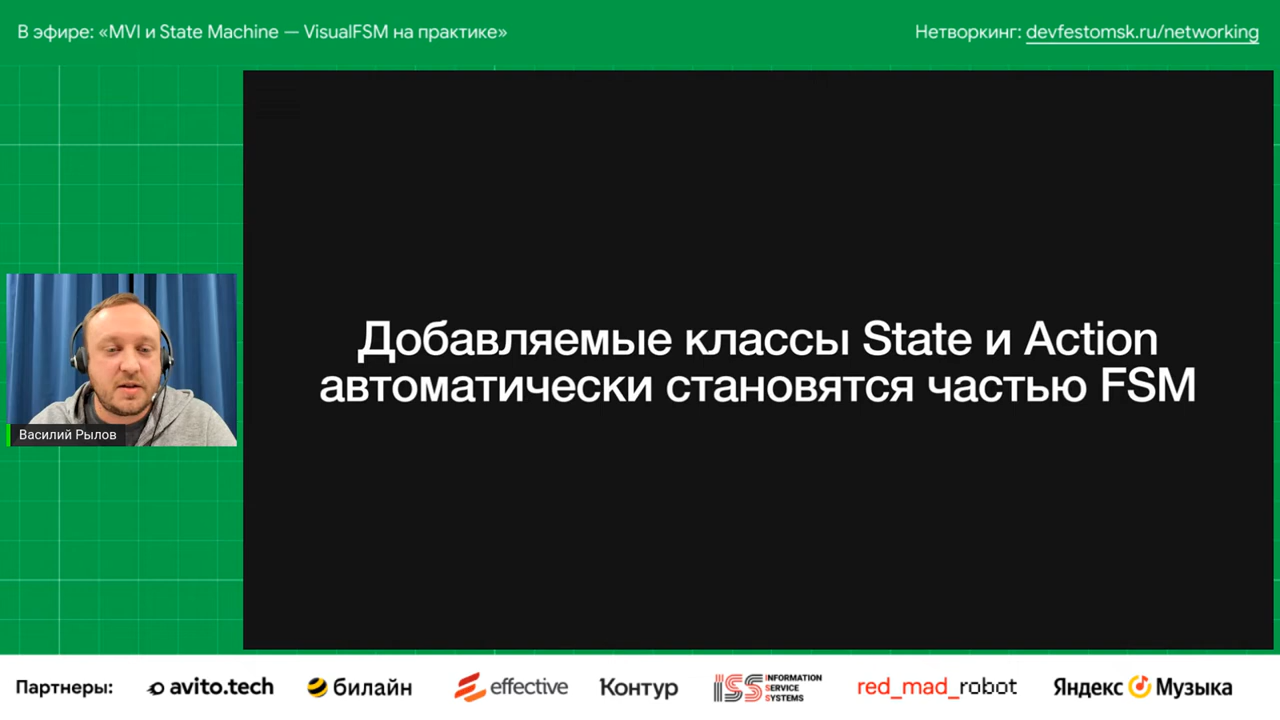 В эфире: «MVI и State Machine — VisualFSM на практике»
Нетворкинг: devfestomsk.ru/networking
Добавляемые классы State и Action
автоматически становятся частью FSM
Василий Рылов
Партнеры:
avito.tech
билайн
effective
Контур
ISS INFORMATION
SERVICE
SYSTEMS
red_mad_robot
Яндекс Музыка